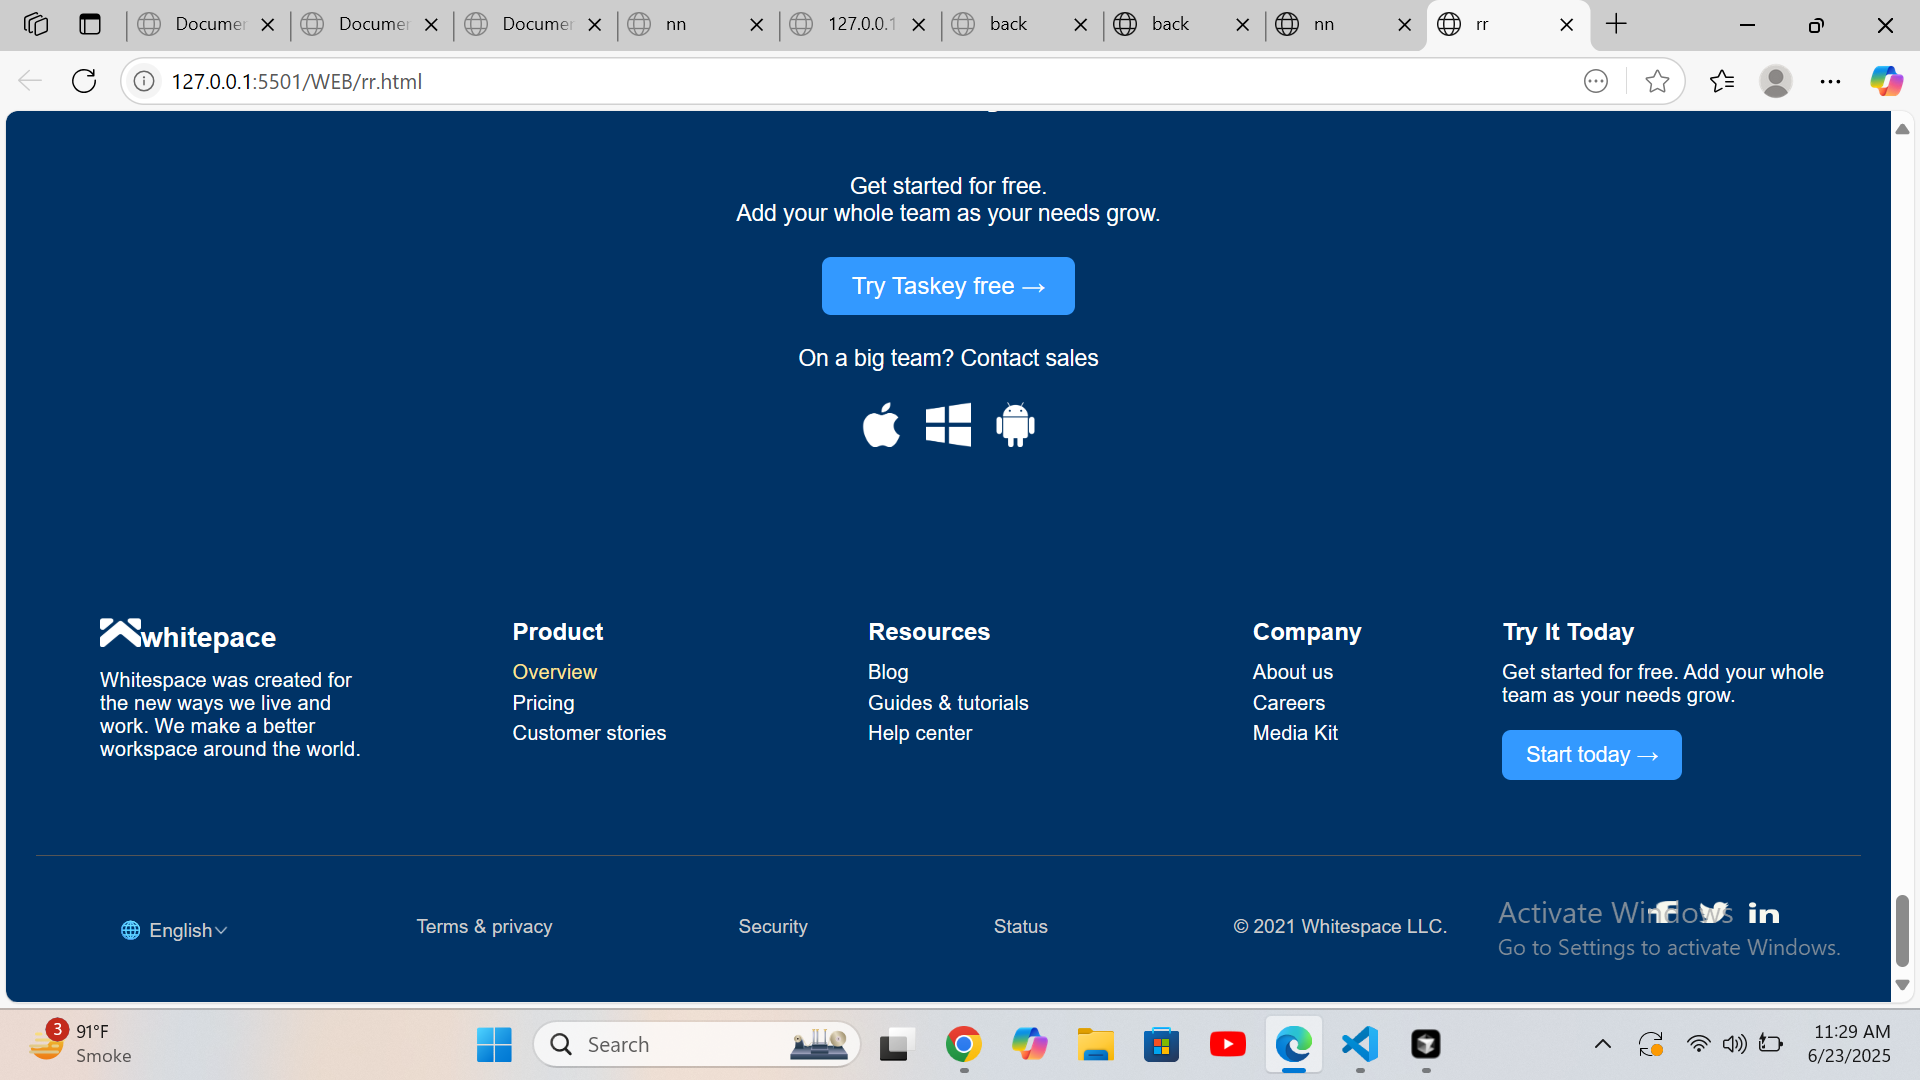 Documen
Documen
Documen
nn
127.0.0.1
back
back
nn
rr
127.0.0.1:5501/WEB/rr.html
Get started for free.
Add your whole team as your needs grow.
Try Taskey free →
On a big team? Contact sales
whitepace
Whitespace was created for
the new ways we live and
work. We make a better
workspace around the world.
Product
Overview
Pricing
Customer stories
Resources
Blog
Guides & tutorials
Help center
Company
About us
Careers
Media Kit
Try It Today
Get started for free. Add your whole
team as your needs grow.
Start today →
English
Terms & privacy
Security
Status
© 2021 Whitespace LLC.
Activate Windows
Go to Settings to activate Windows.
3
91°F
Smoke
Search
11:29 AM
6/23/2025